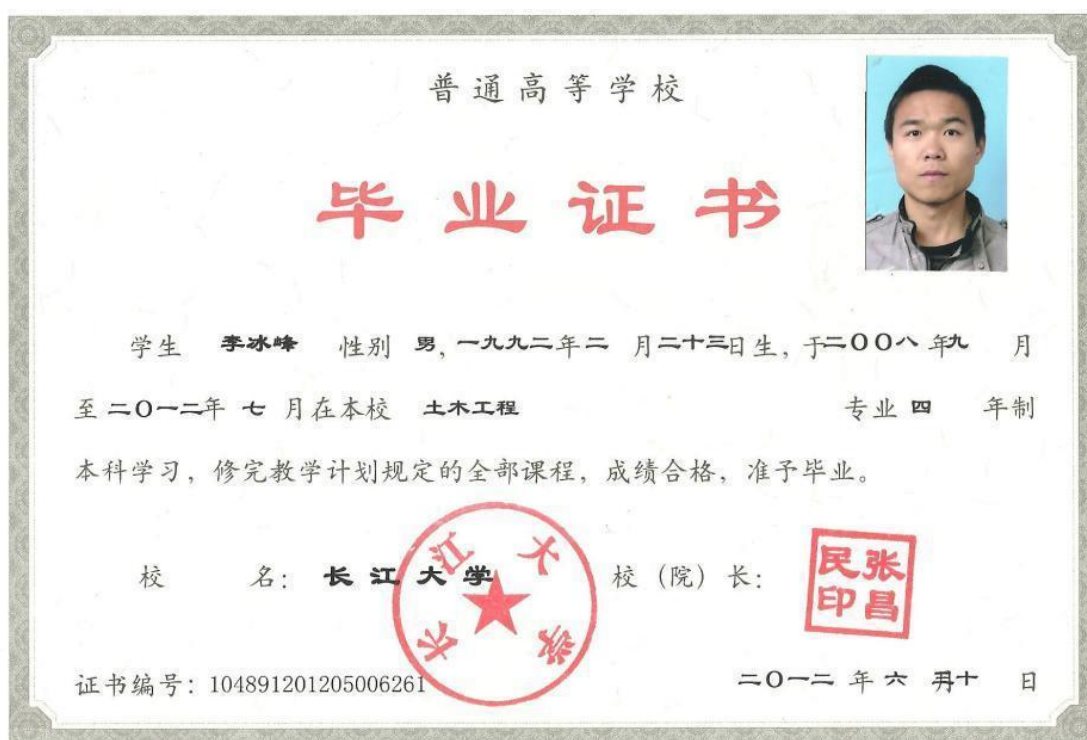 普通高等学校
毕业证书
学生 李冰峰 性别 男, 一九九二年二 月二十三日生, 于二〇〇八年九 月
至二〇一二年 七 月在本校 土木工程 专业 四 年制
本科学习, 修完教学计划规定的全部课程, 成绩合格, 准予毕业。
校 名: 长江大学 校（院）长:
长江大学
张昌民印
证书编号: 104891201205006261 二〇一二 年 六 月十 日